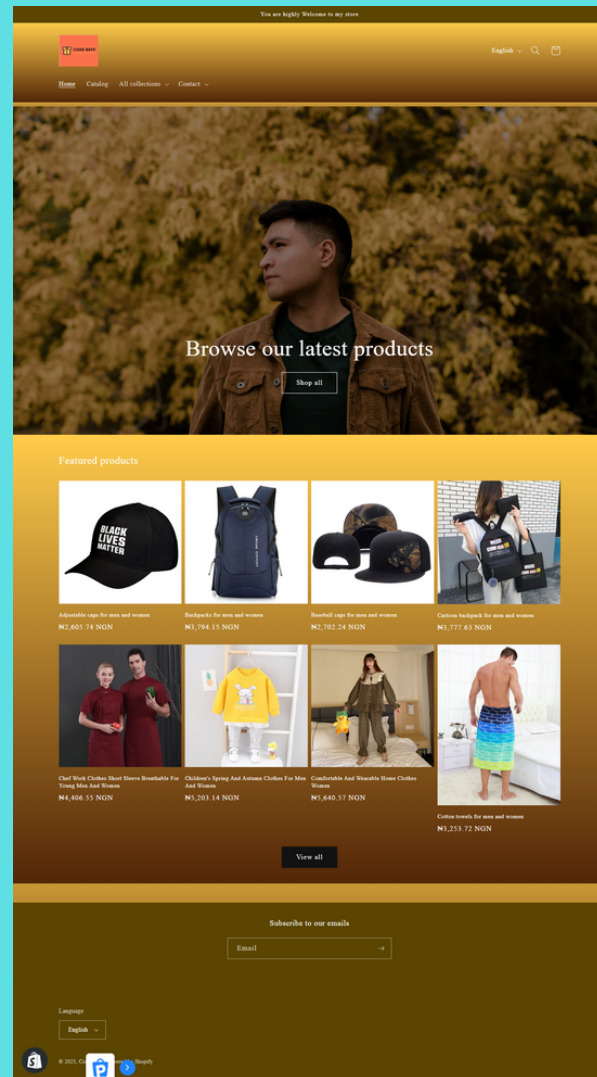 You are highly Welcome to my store
English
Home Catalog All collections Contact
Browse our latest products
Shop all
Featured products
BLACK
LIVES
MATTER
Adjustable caps for men and women
₦2,605.74 NGN
Backpacks for men and women
₦3,794.15 NGN
Baseball caps for men and women
₦2,702.24 NGN
Cartoon backpack for men and women
₦3,777.63 NGN
Chef Work Clothes Short Sleeve Breathable For
Young Men And Women
₦4,406.55 NGN
Children's Spring And Autumn Clothes For Men
And Women
₦5,203.14 NGN
Comfortable And Wearable Home Clothes
Women
₦5,640.57 NGN
Cotton towels for men and women
₦3,253.72 NGN
View all
Subscribe to our emails
Email
Language
English
© 2023, Shopify